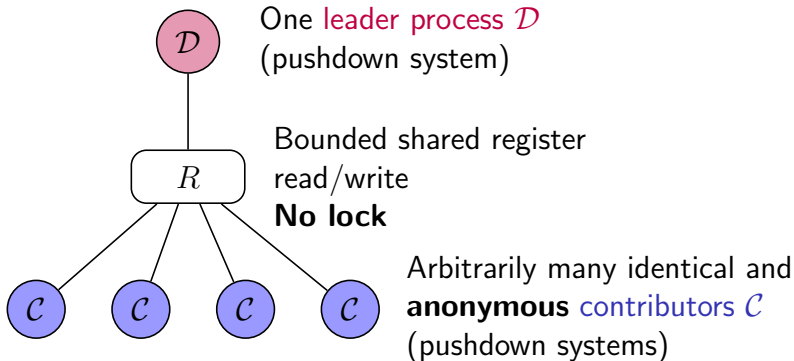 𝒟
One leader process 𝒟
(pushdown system)
R
Bounded shared register
read/write
No lock
𝒞 𝒞 𝒞 𝒞
Arbitrarily many identical and
anonymous contributors 𝒞
(pushdown systems)